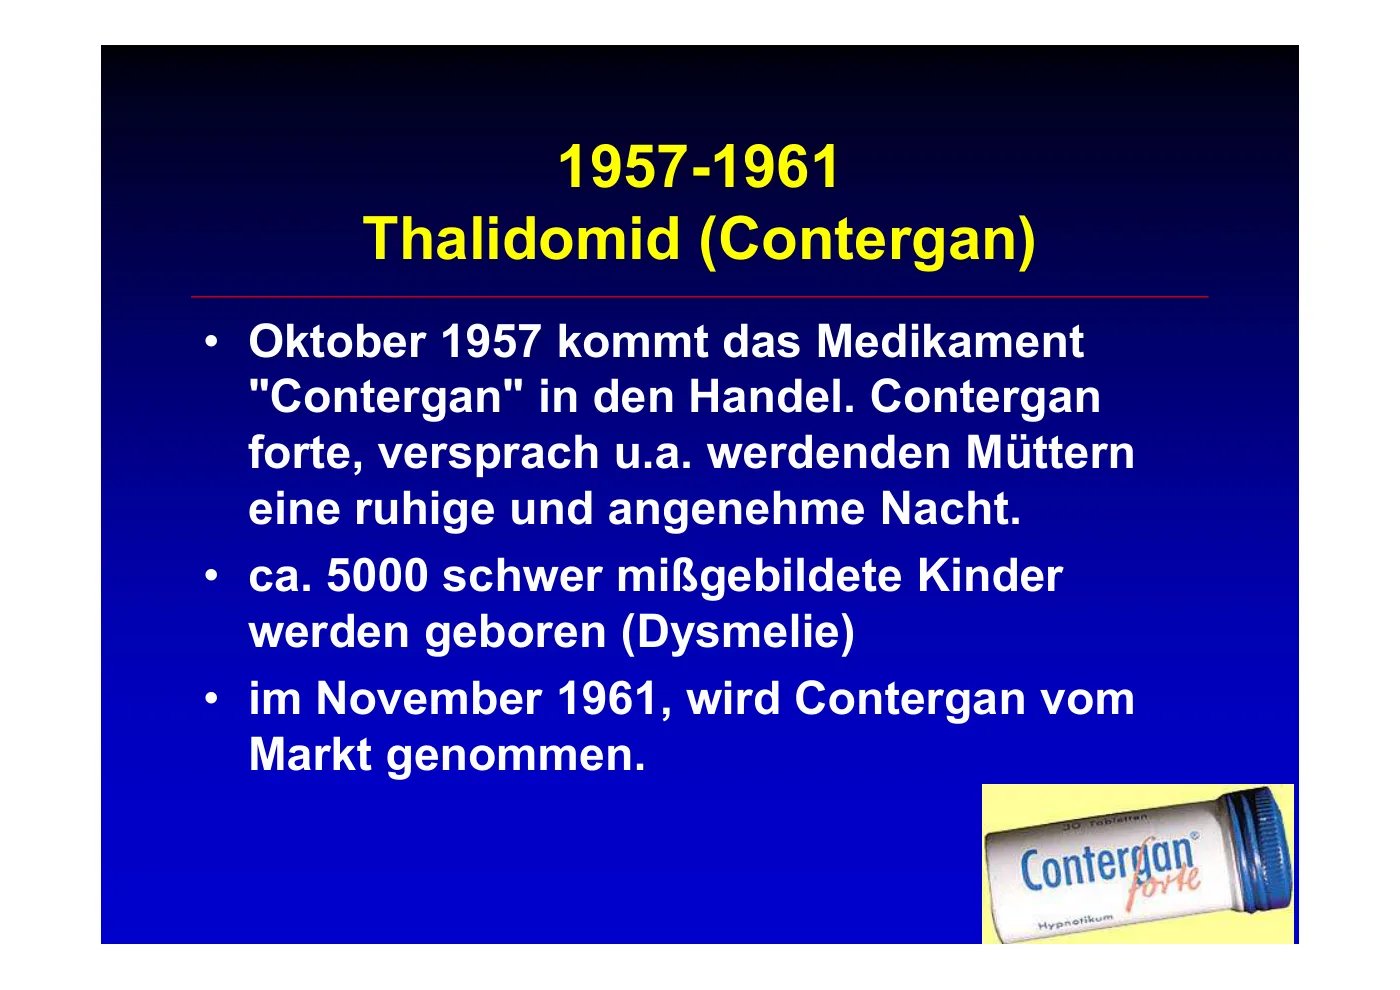 1957-1961
Thalidomid (Contergan)
• Oktober 1957 kommt das Medikament
"Contergan" in den Handel. Contergan
forte, versprach u.a. werdenden Müttern
eine ruhige und angenehme Nacht.
• ca. 5000 schwer mißgebildete Kinder
werden geboren (Dysmelie)
• im November 1961, wird Contergan vom
Markt genommen.
30 Tabletten
Contergan®
forte
Hypnotikum